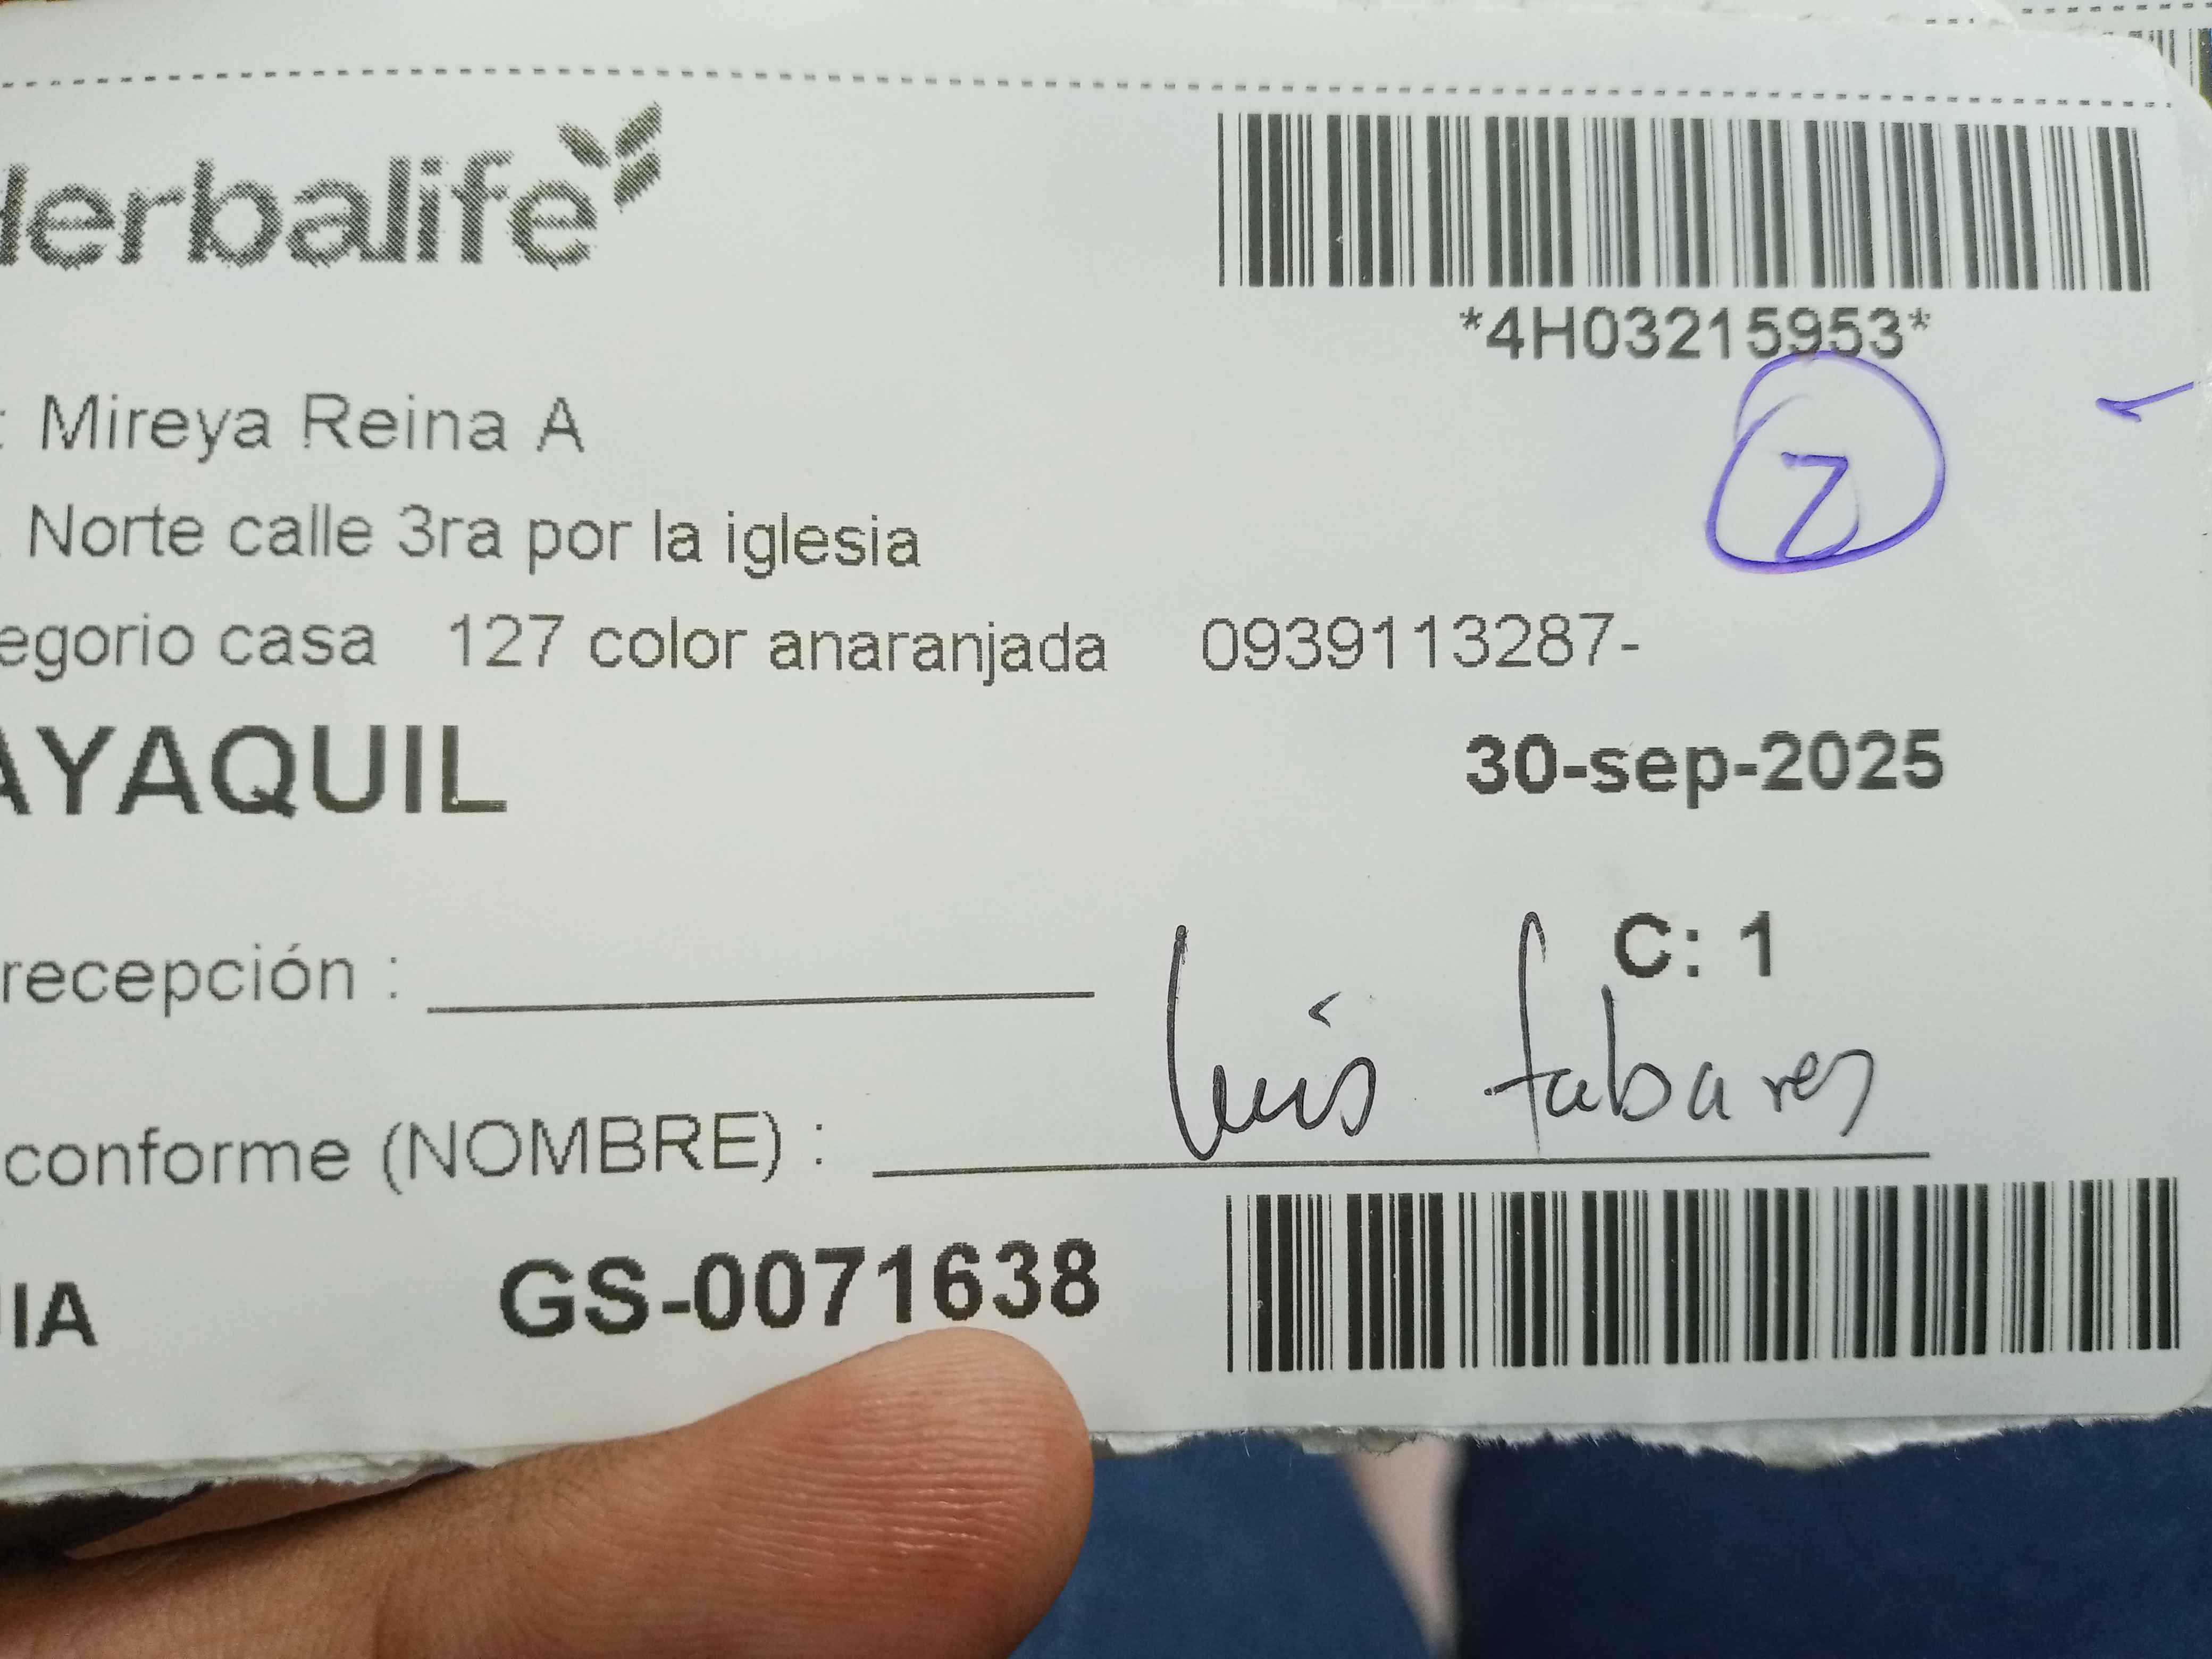 Herbalife
*4H03215953*
: Mireya Reina A
7
Norte calle 3ra por la iglesia
egorio casa 127 color anaranjada 0939113287-
AYAQUIL
30-sep-2025
C: 1
recepción :
conforme (NOMBRE) : Luis fabares
IA
GS-0071638